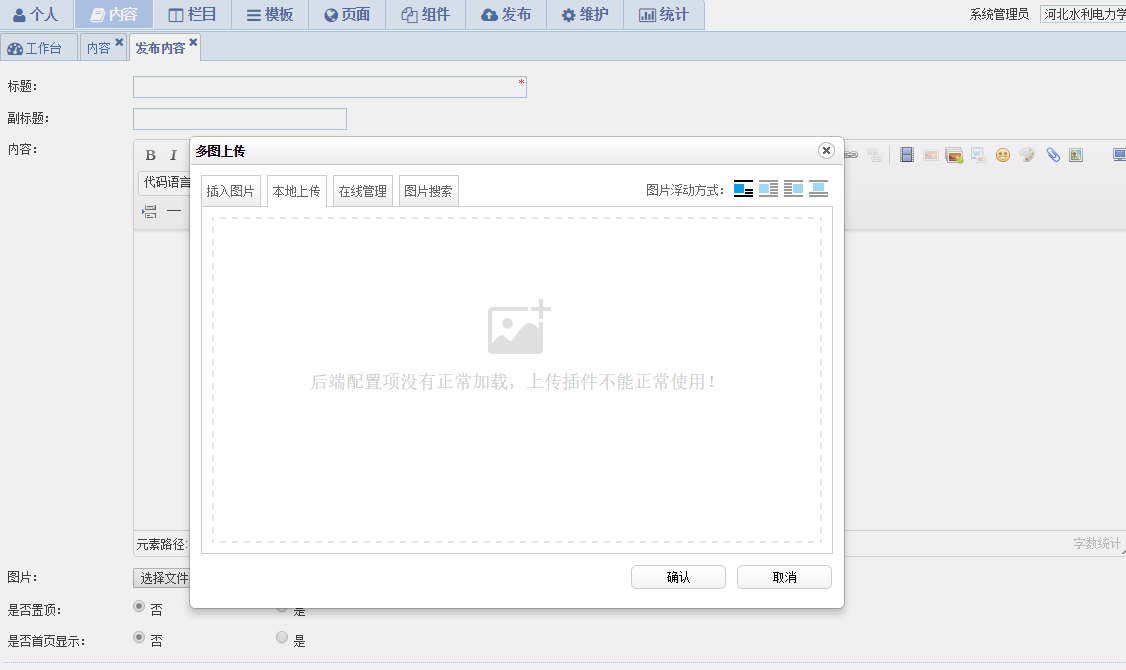 个人 内容 栏目 模板 页面 组件 发布 维护 统计 系统管理员 河北水利电力学
工作台 内容 发布内容
标题： *
副标题：
内容：
B I
多图上传
代码语言
插入图片 本地上传 在线管理 图片搜索 图片浮动方式：
后端配置项没有正常加载，上传插件不能正常使用！
元素路径: 字数统计
确认 取消
图片： 选择文件
是否置顶： 否 是
是否首页显示： 否 是